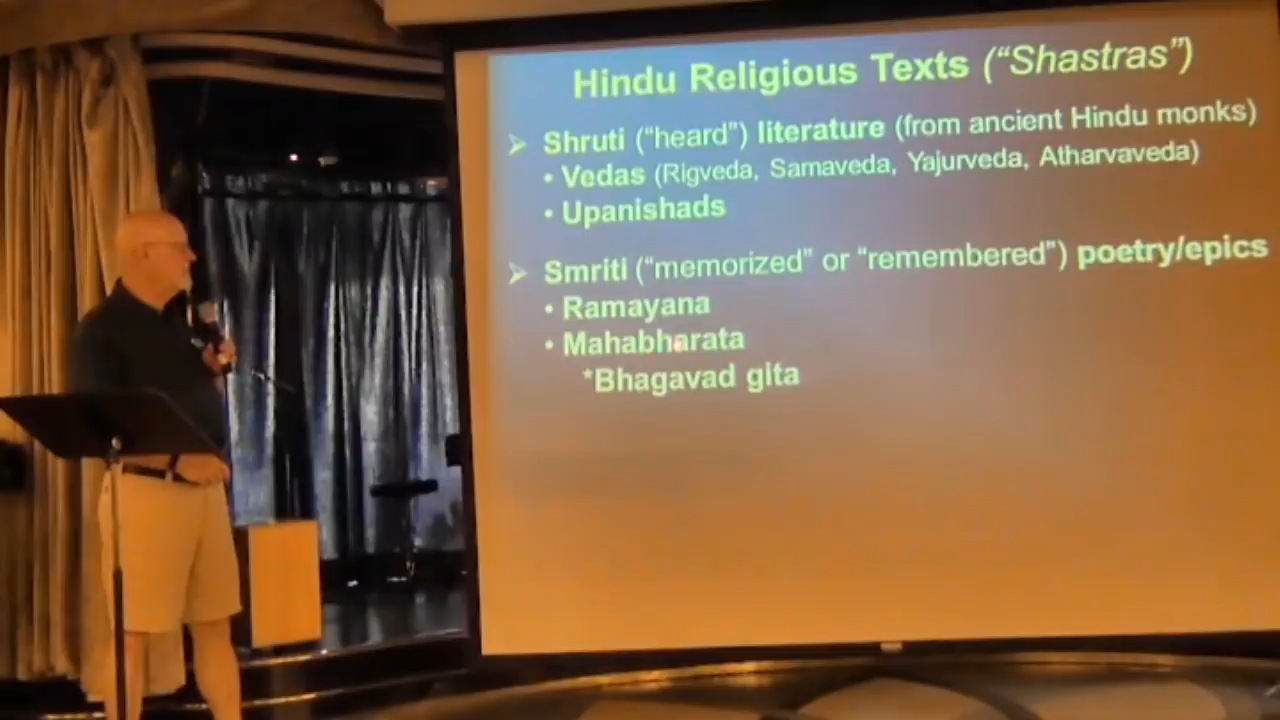 Hindu Religious Texts (“Shastras”)
➢ Shruti (“heard”) literature (from ancient Hindu monks)
• Vedas (Rigveda, Samaveda, Yajurveda, Atharvaveda)
• Upanishads
➢ Smriti (“memorized” or “remembered”) poetry/epics
• Ramayana
• Mahabharata
*Bhagavad gita